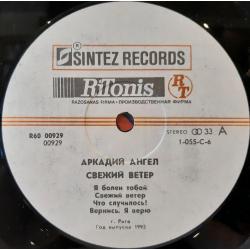 ®
SINTEZ RECORDS
RiTonis
RT
RAŽOŠANAS FIRMA • ПРОИЗВОДСТВЕННАЯ ФИРМА
R60 00929
00929
STEREO 33 A
1-055-C-6
АРКАДИЙ АНГЕЛ
СВЕЖИЙ ВЕТЕР
Я болен тобой
Свежий ветер
Что случилось!
Вернись. Я верю
г. Рига
Год выпуска 1993